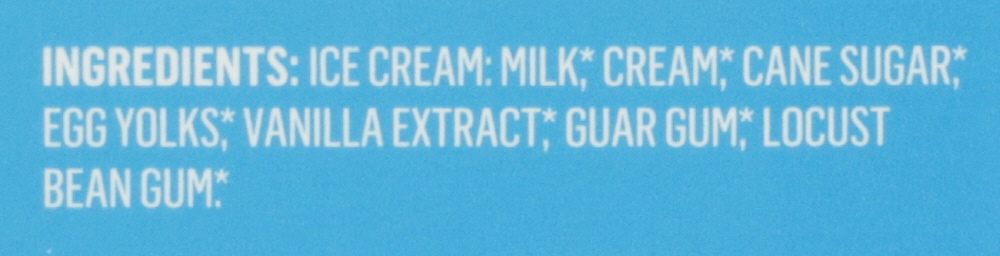 INGREDIENTS: ICE CREAM: MILK,* CREAM,* CANE SUGAR,*
EGG YOLKS,* VANILLA EXTRACT,* GUAR GUM,* LOCUST
BEAN GUM.*